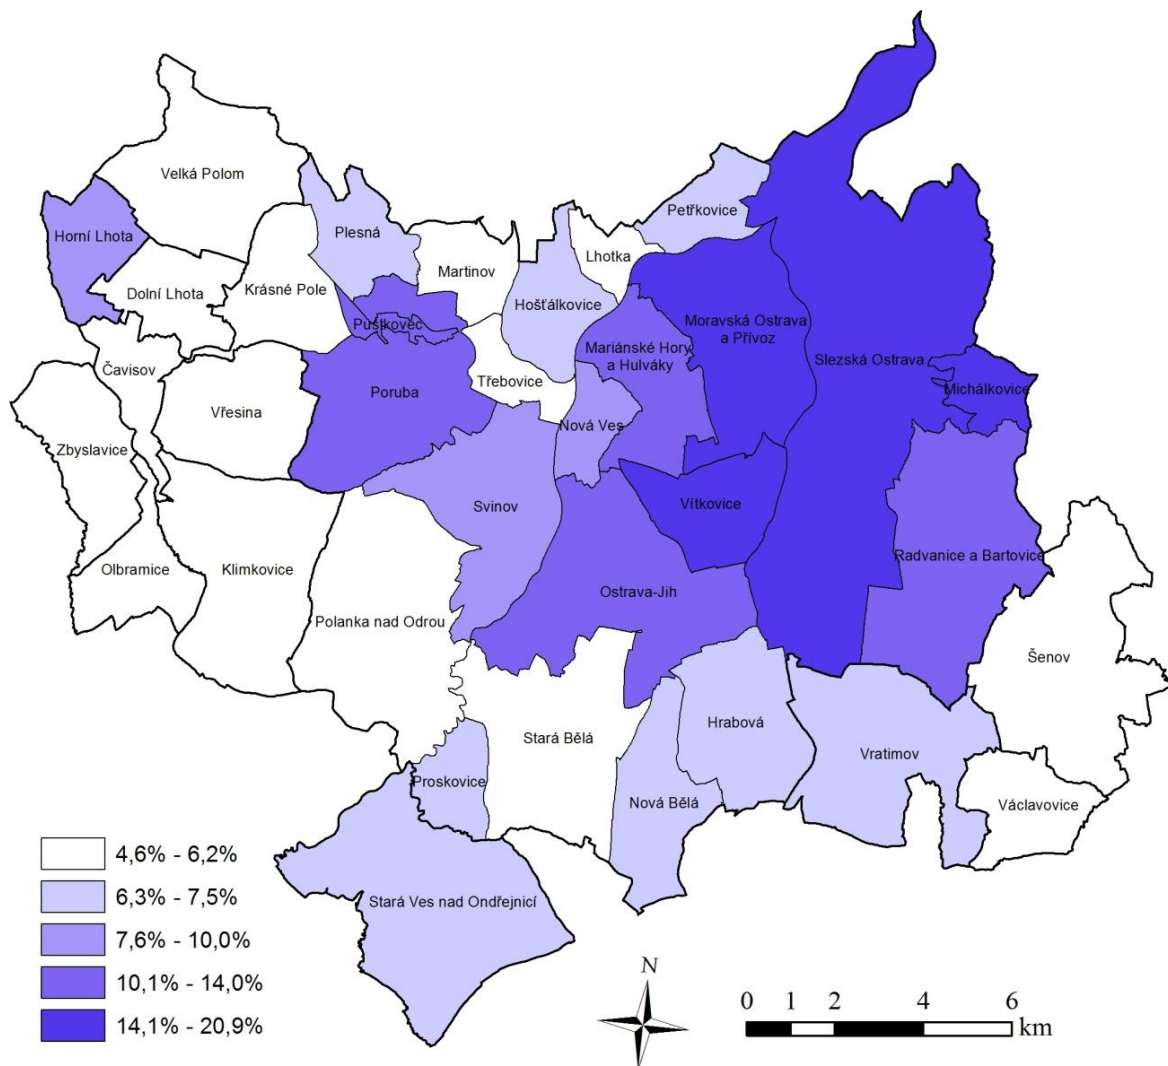 Velká Polom
Horní Lhota
Plesná
Petřkovice
Martinov
Lhotka
Dolní Lhota
Krásné Pole
Hošťálkovice
Pustkovec
Moravská Ostrava
a Přívoz
Mariánské Hory
a Hulváky
Slezská Ostrava
Čavisov
Třebovice
Michálkovice
Vřesina
Poruba
Nová Ves
Zbyslavice
Svinov
Vítkovice
Radvanice a Bartovice
Olbramice
Klimkovice
Ostrava-Jih
Polanka nad Odrou
Šenov
Stará Bělá
Hrabová
Vratimov
Proskovice
Nová Bělá
Václavovice
Stará Ves nad Ondřejnicí
4,6% - 6,2%
6,3% - 7,5%
7,6% - 10,0%
10,1% - 14,0%
14,1% - 20,9%
N
0 1 2 4 6
km